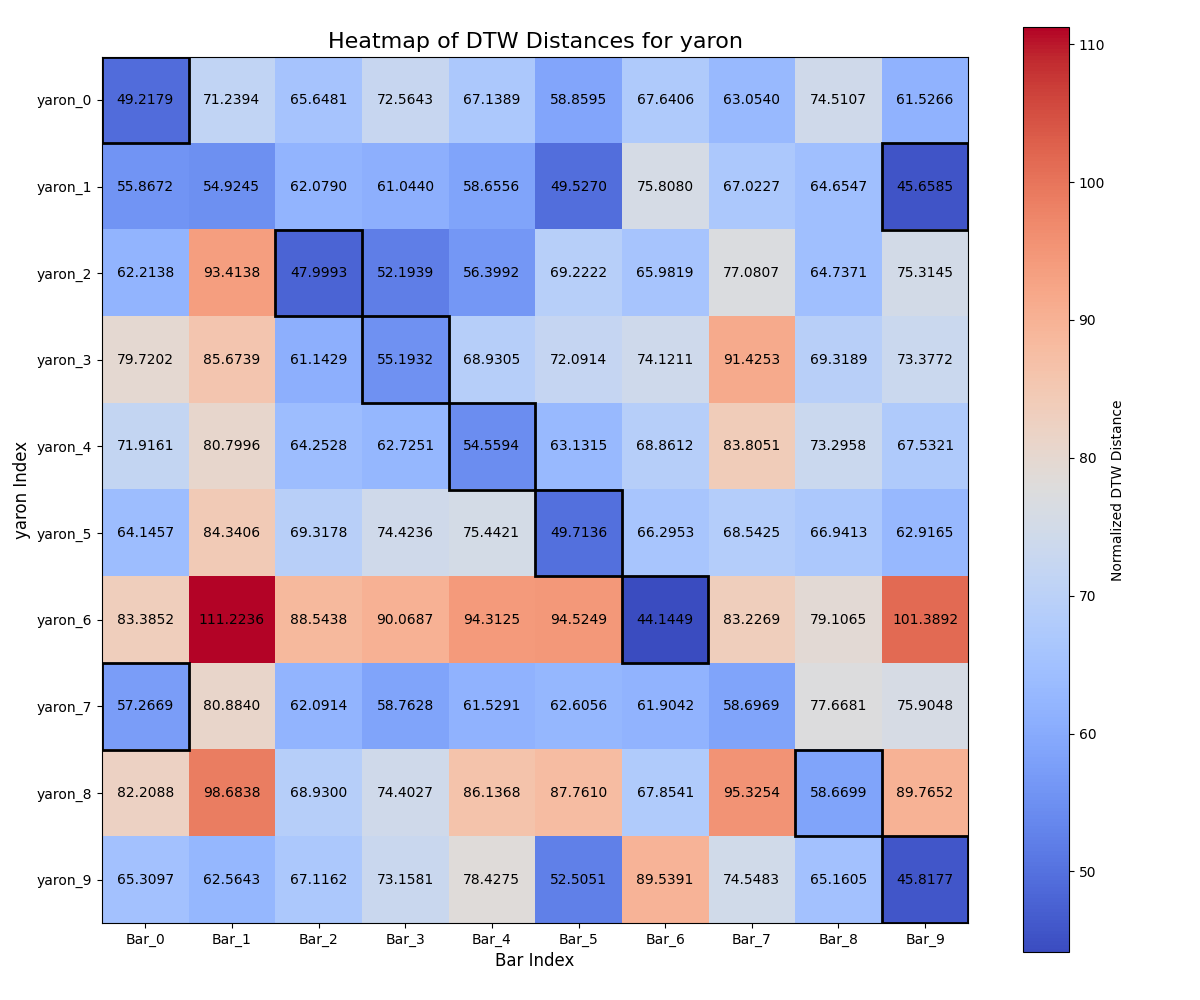 Heatmap of DTW Distances for yaron
yaron_0 49.2179 71.2394 65.6481 72.5643 67.1389 58.8595 67.6406 63.0540 74.5107 61.5266
yaron_1 55.8672 54.9245 62.0790 61.0440 58.6556 49.5270 75.8080 67.0227 64.6547 45.6585
yaron_2 62.2138 93.4138 47.9993 52.1939 56.3992 69.2222 65.9819 77.0807 64.7371 75.3145
yaron_3 79.7202 85.6739 61.1429 55.1932 68.9305 72.0914 74.1211 91.4253 69.3189 73.3772
yaron_4 71.9161 80.7996 64.2528 62.7251 54.5594 63.1315 68.8612 83.8051 73.2958 67.5321
yaron_5 64.1457 84.3406 69.3178 74.4236 75.4421 49.7136 66.2953 68.5425 66.9413 62.9165
yaron_6 83.3852 111.2236 88.5438 90.0687 94.3125 94.5249 44.1449 83.2269 79.1065 101.3892
yaron_7 57.2669 80.8840 62.0914 58.7628 61.5291 62.6056 61.9042 58.6969 77.6681 75.9048
yaron_8 82.2088 98.6838 68.9300 74.4027 86.1368 87.7610 67.8541 95.3254 58.6699 89.7652
yaron_9 65.3097 62.5643 67.1162 73.1581 78.4275 52.5051 89.5391 74.5483 65.1605 45.8177
Bar_0 Bar_1 Bar_2 Bar_3 Bar_4 Bar_5 Bar_6 Bar_7 Bar_8 Bar_9
Bar Index
yaron Index
110
100
90
80
70
60
50
Normalized DTW Distance